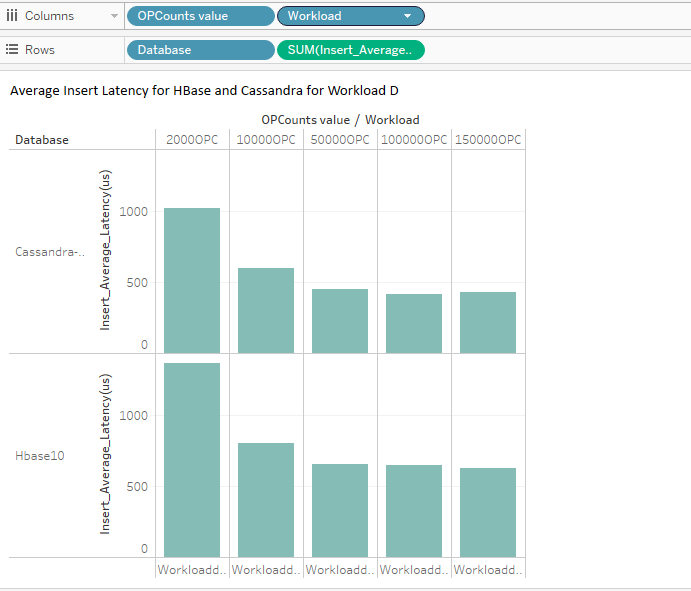 Columns OPCounts value Workload
Rows Database SUM(Insert_Average..
Average Insert Latency for HBase and Cassandra for Workload D
OPCounts value / Workload
Database 2000OPC 10000OPC 50000OPC 100000OPC 150000OPC
Cassandra-..
Insert_Average_Latency(us)
1000
500
0
Hbase10
Insert_Average_Latency(us)
1000
500
0
Workloadd.. Workloadd.. Workloadd.. Workloadd.. Workloadd..